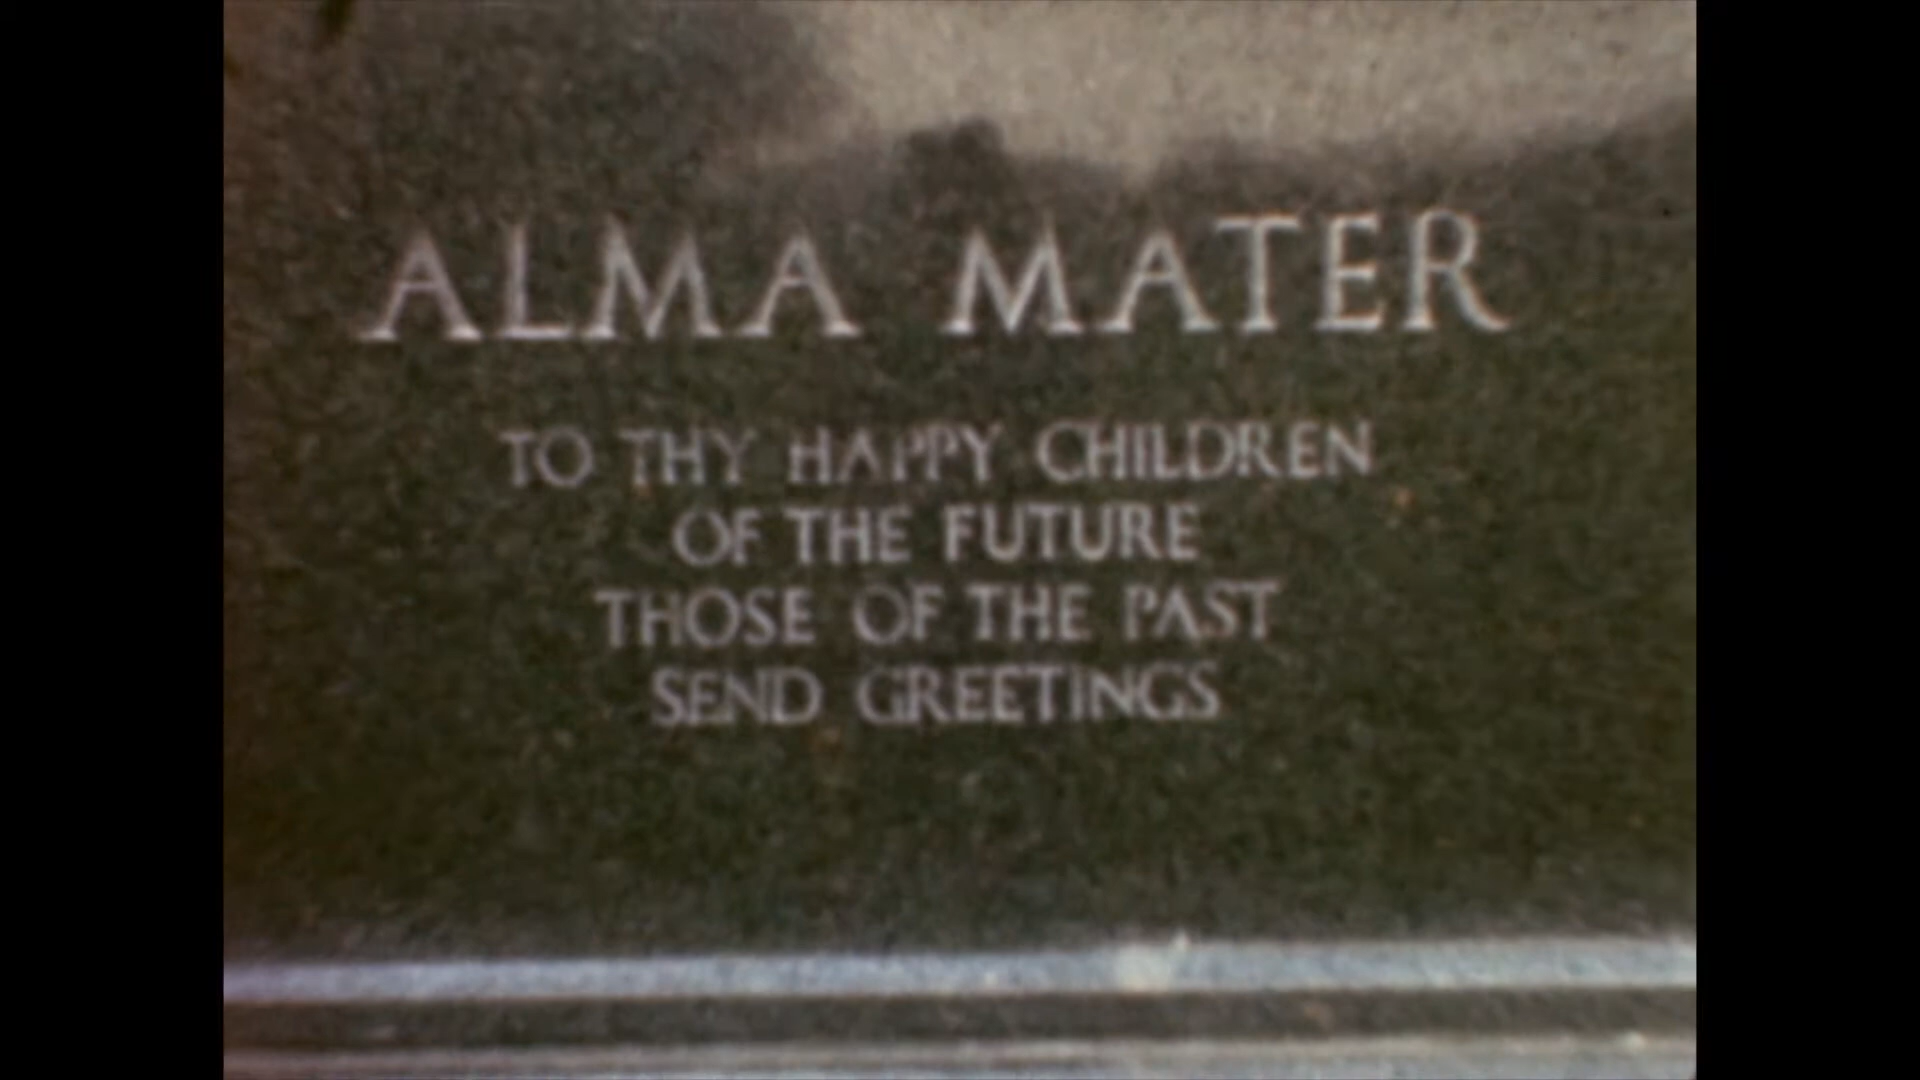 ALMA MATER
TO THY HAPPY CHILDREN
OF THE FUTURE
THOSE OF THE PAST
SEND GREETINGS